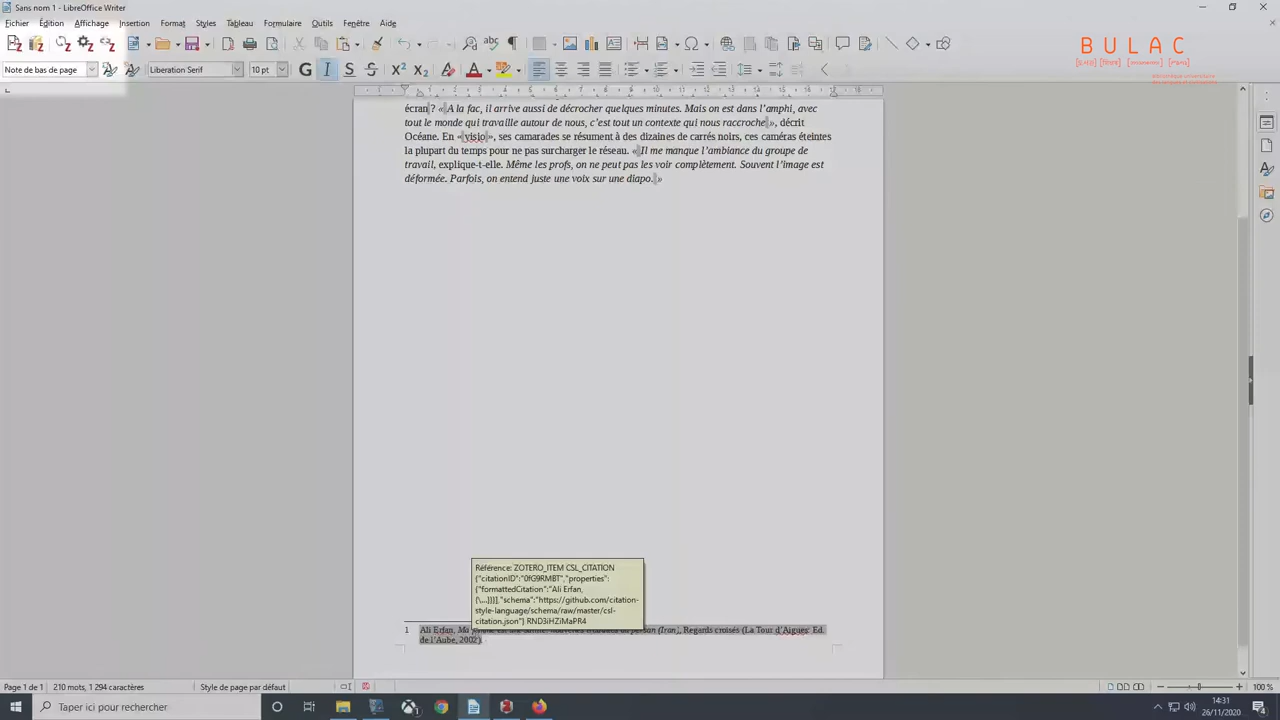 Sans nom 1 - LibreOffice Writer
Fichier Édition Affichage Insertion Format Styles Tableau Formulaire Outils Fenêtre Aide
Note de bas de page Liberation Serif 10 pt G I S
BULAC
écran ? « A la fac, il arrive aussi de décrocher quelques minutes. Mais on est dans l'amphi, avec
tout le monde qui travaille autour de nous, c'est tout un contexte qui nous raccroche », décrit
Océane. En « visio », ses camarades se résument à des dizaines de carrés noirs, ces caméras éteintes
la plupart du temps pour ne pas surcharger le réseau. « Il me manque l'ambiance du groupe de
travail, explique-t-elle. Même les profs, on ne peut pas les voir complètement. Souvent l'image est
déformée. Parfois, on entend juste une voix sur une diapo. »
Référence: ZOTERO_ITEM CSL_CITATION
{"citationID":"0fG9RMBT","properties":
{"formattedCitation":"Ali Erfan,
{\...}}}],"schema":"https://github.com/citation-
style-language/schema/raw/master/csl-
citation.json"} RND3iHZiMaPR4
1 Ali Erfan, (Iran), Regards croisés (La Tour d'Aigues: Ed.
de l'Aube, 2002).
Page 1 de 1 210 mots, 1 294 caractères Style de page par défaut 100 %
Taper ici pour rechercher
14:31
26/11/2020